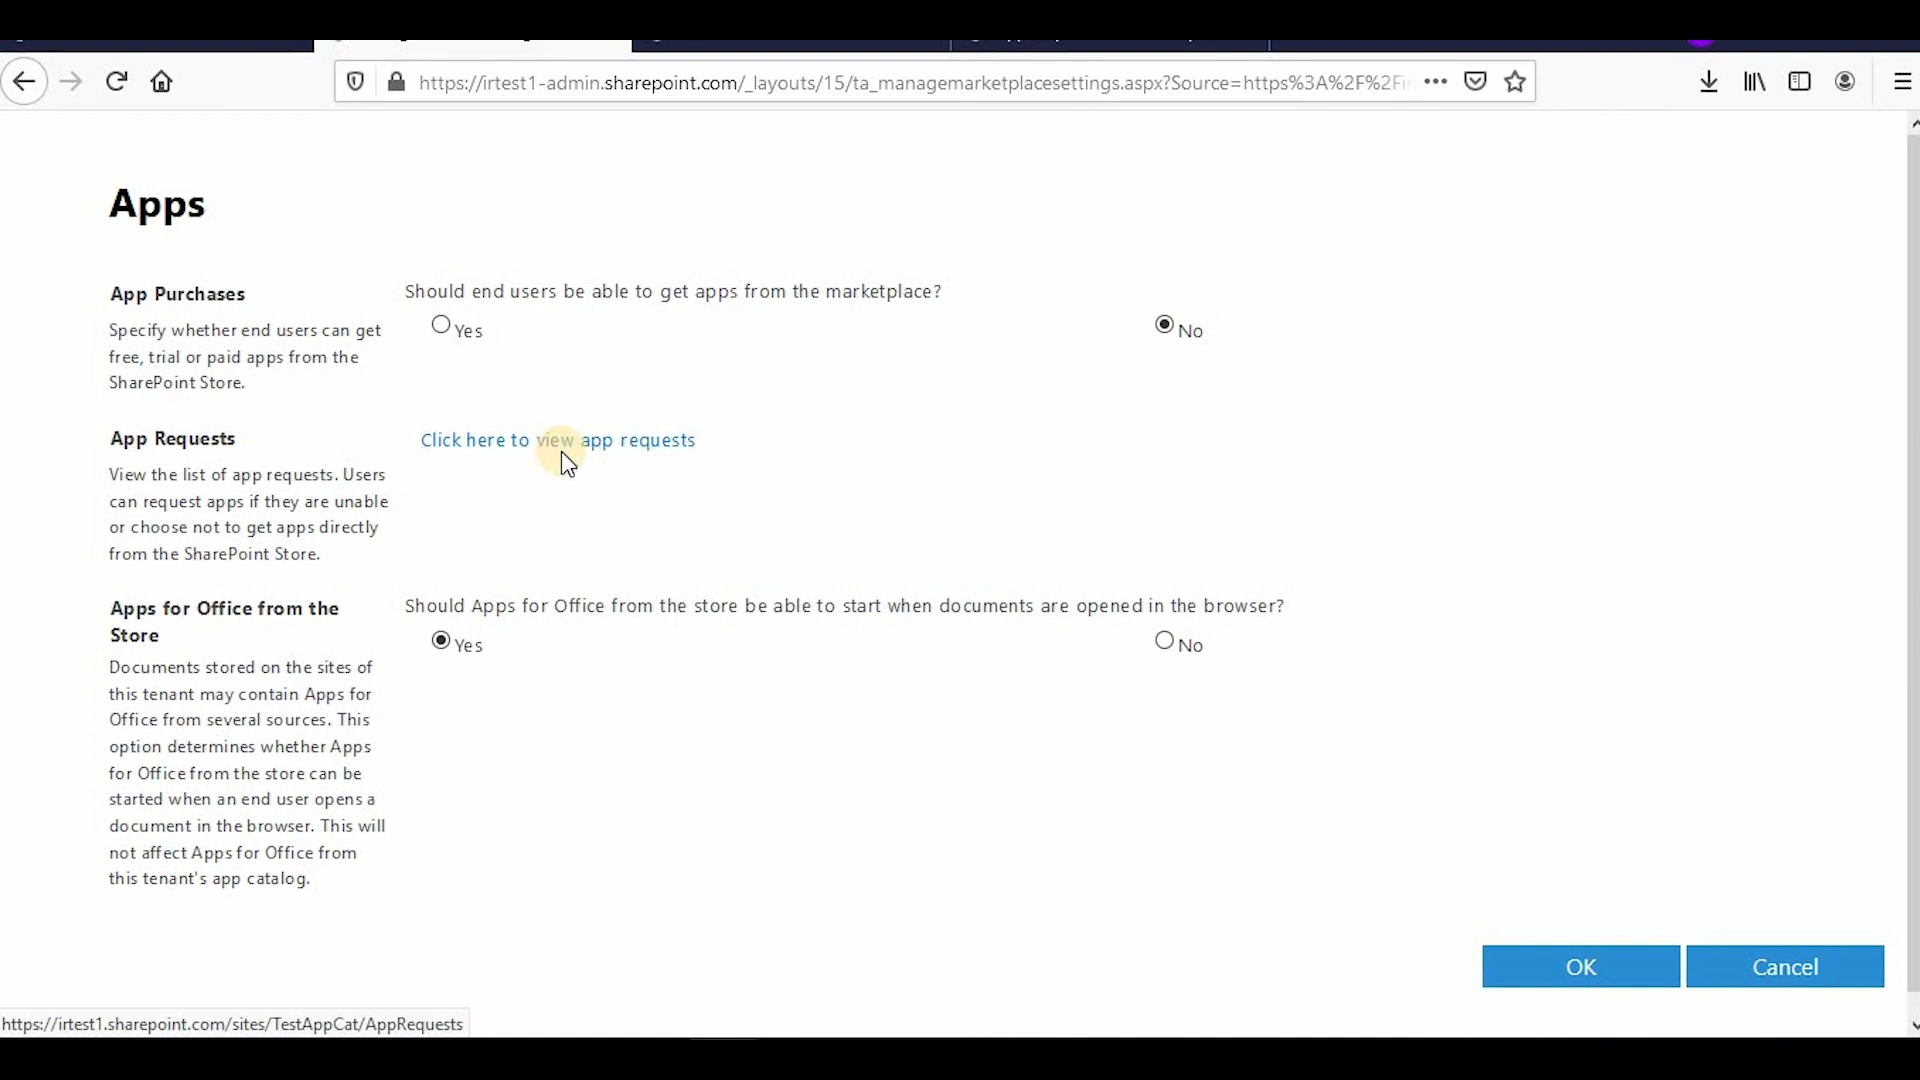 https://irtest1-admin.sharepoint.com/_layouts/15/ta_managemarketplacesettings.aspx?Source=https%3A%2F%2Fi
Apps
App Purchases
Specify whether end users can get
free, trial or paid apps from the
SharePoint Store.
Should end users be able to get apps from the marketplace?
Yes
No
App Requests
View the list of app requests. Users
can request apps if they are unable
or choose not to get apps directly
from the SharePoint Store.
Click here to view app requests
Apps for Office from the
Store
Documents stored on the sites of
this tenant may contain Apps for
Office from several sources. This
option determines whether Apps
for Office from the store can be
started when an end user opens a
document in the browser. This will
not affect Apps for Office from
this tenant's app catalog.
Should Apps for Office from the store be able to start when documents are opened in the browser?
Yes
No
OK
Cancel
https://irtest1.sharepoint.com/sites/TestAppCat/AppRequests